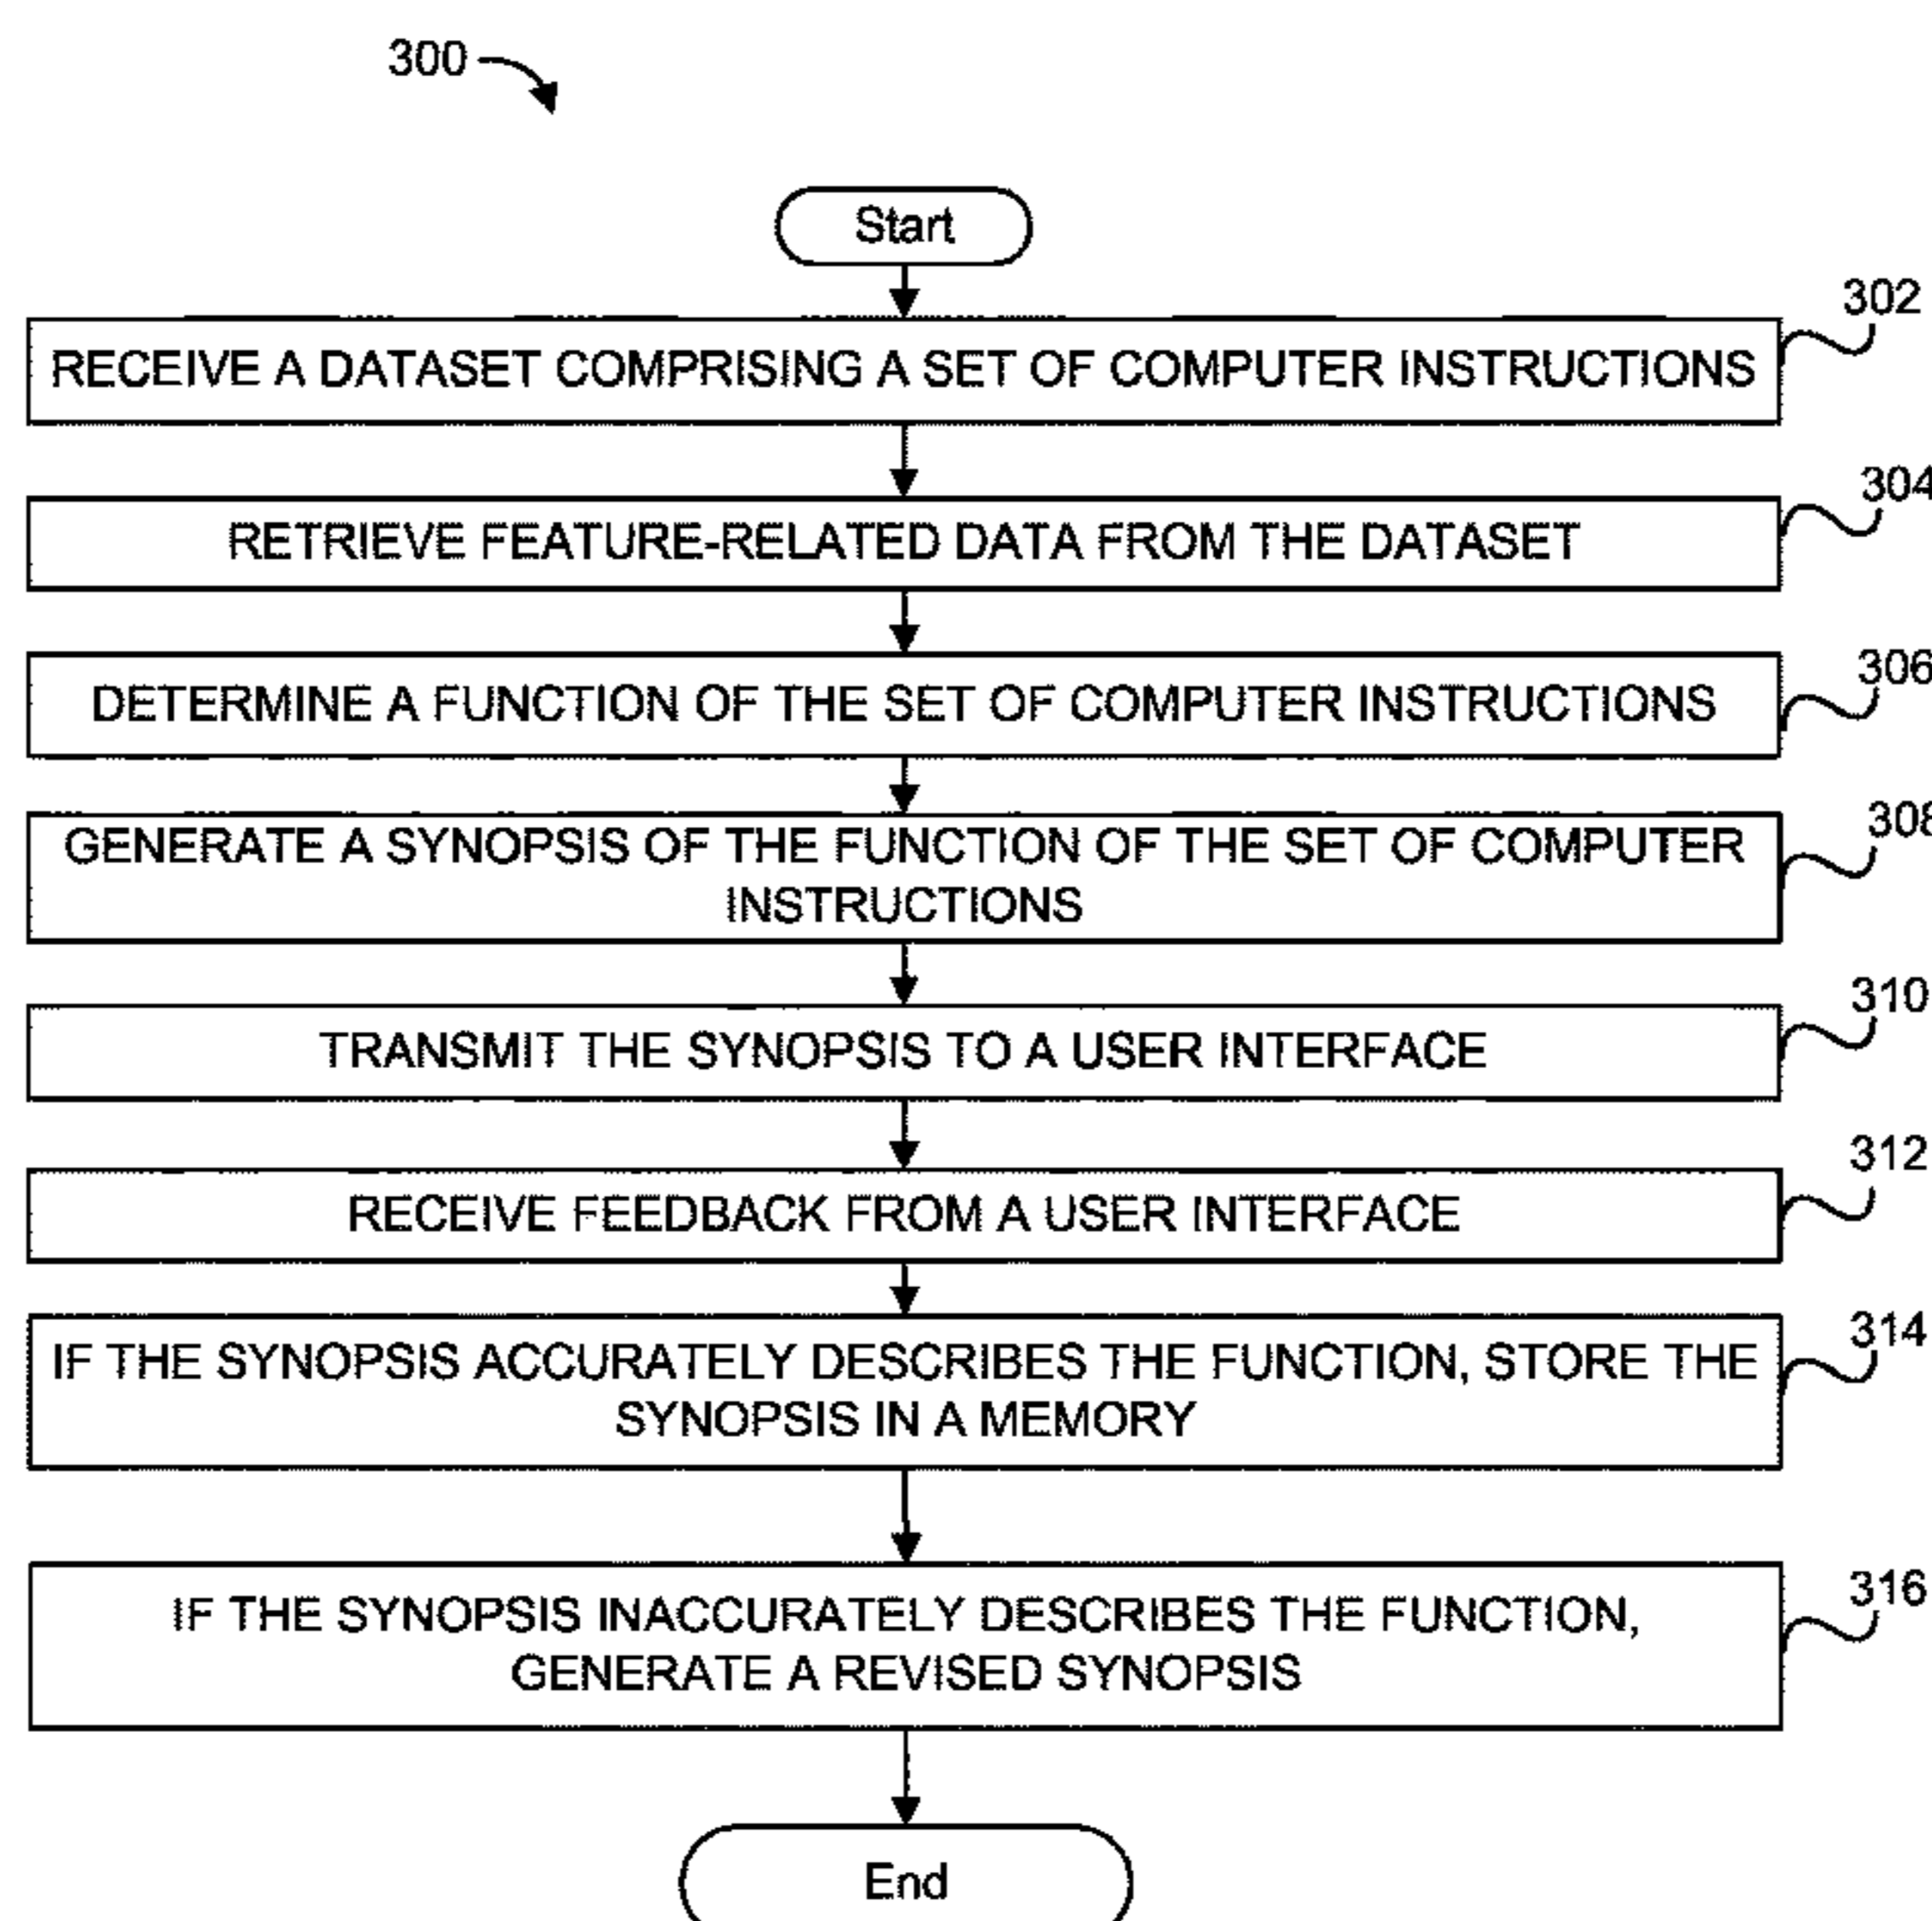 300
Start
302
RECEIVE A DATASET COMPRISING A SET OF COMPUTER INSTRUCTIONS
304
RETRIEVE FEATURE-RELATED DATA FROM THE DATASET
306
DETERMINE A FUNCTION OF THE SET OF COMPUTER INSTRUCTIONS
308
GENERATE A SYNOPSIS OF THE FUNCTION OF THE SET OF COMPUTER
INSTRUCTIONS
310
TRANSMIT THE SYNOPSIS TO A USER INTERFACE
312
RECEIVE FEEDBACK FROM A USER INTERFACE
314
IF THE SYNOPSIS ACCURATELY DESCRIBES THE FUNCTION, STORE THE
SYNOPSIS IN A MEMORY
316
IF THE SYNOPSIS INACCURATELY DESCRIBES THE FUNCTION,
GENERATE A REVISED SYNOPSIS
End